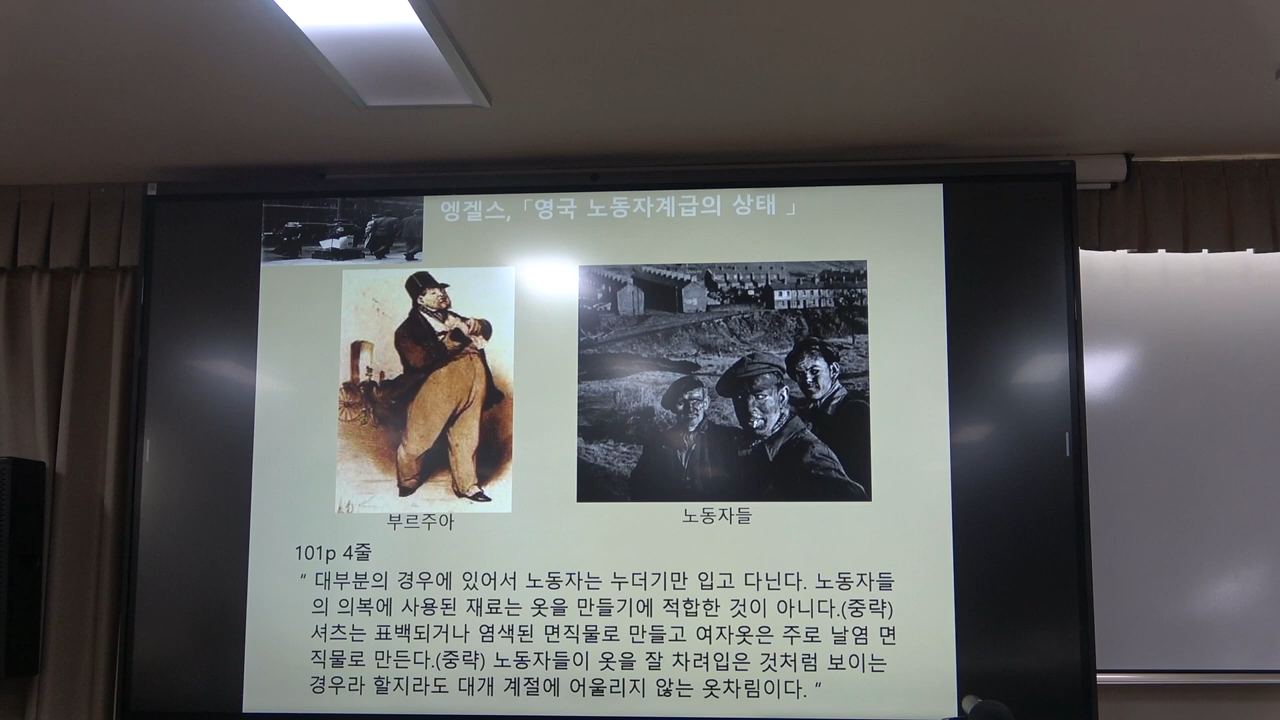 엥겔스, 「영국 노동자계급의 상태 」
부르주아
노동자들
101p 4줄
“ 대부분의 경우에 있어서 노동자는 누더기만 입고 다닌다. 노동자들
의 의복에 사용된 재료는 옷을 만들기에 적합한 것이 아니다.(중략)
셔츠는 표백되거나 염색된 면직물로 만들고 여자옷은 주로 날염 면
직물로 만든다.(중략) 노동자들이 옷을 잘 차려입은 것처럼 보이는
경우라 할지라도 대개 계절에 어울리지 않는 옷차림이다. “